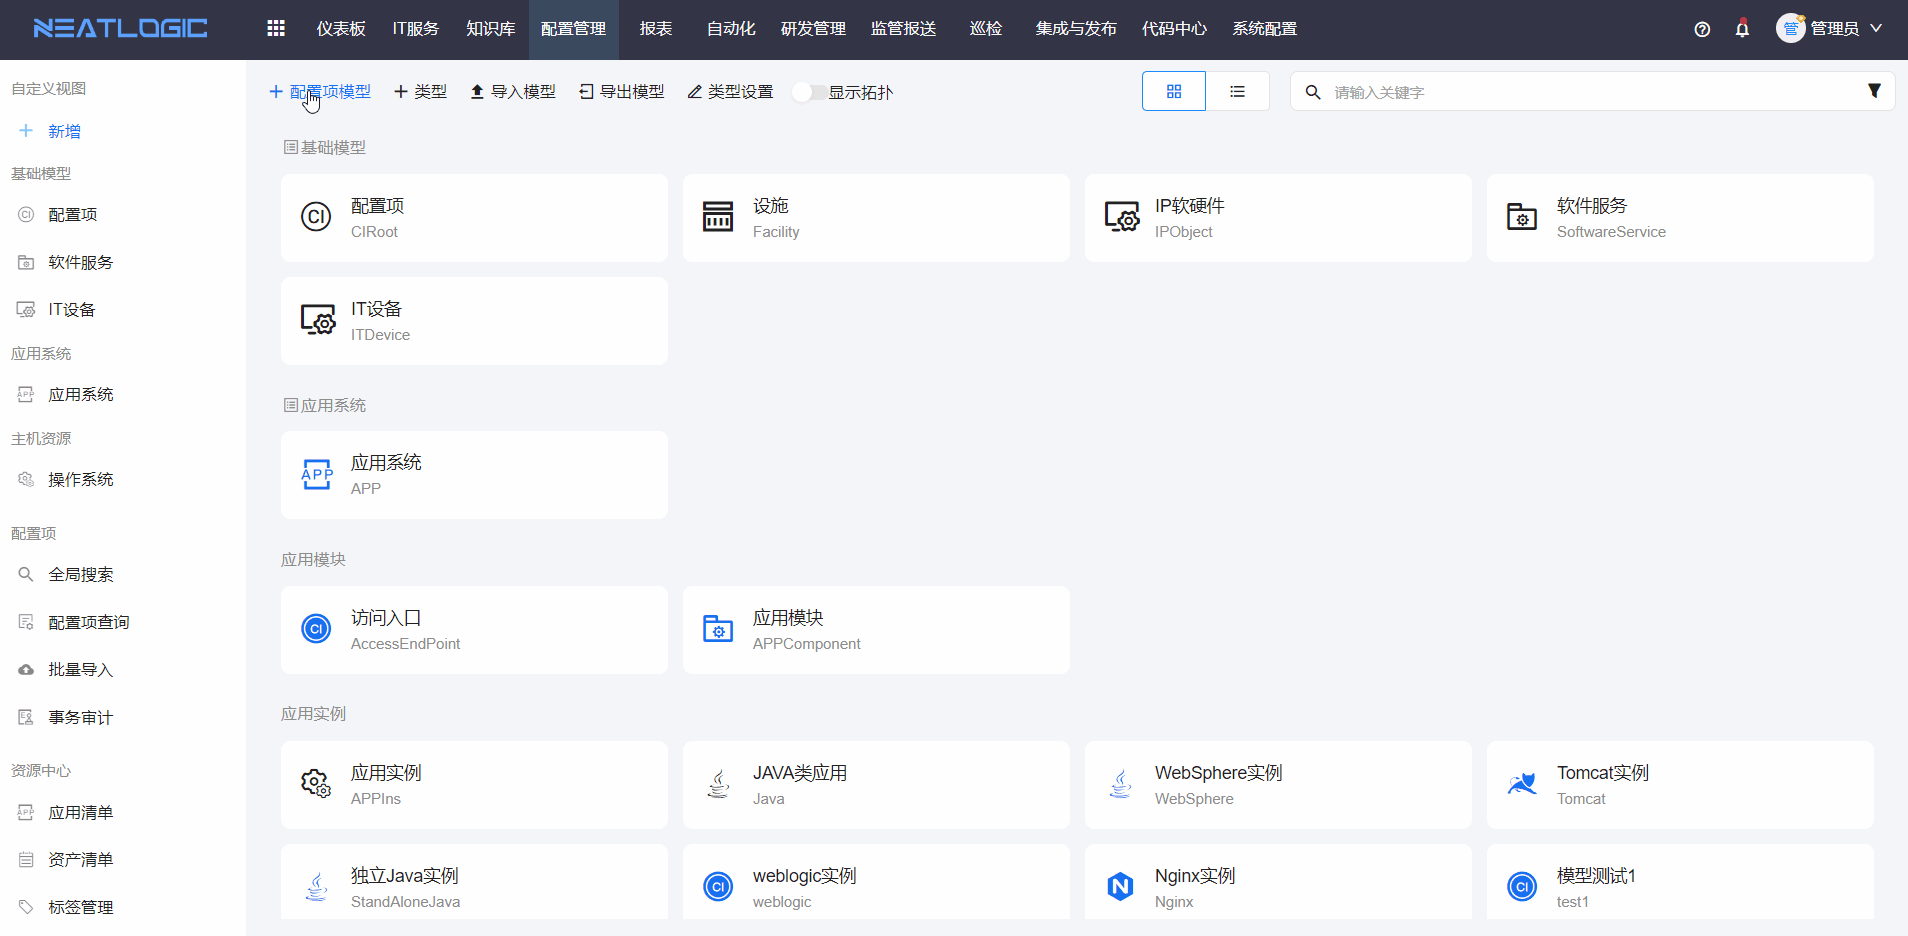 NEATLOGIC
仪表板
IT服务
知识库
配置管理
报表
自动化
研发管理
监管报送
巡检
集成与发布
代码中心
系统配置
管
管理员
自定义视图
新增
基础模型
CI
配置项
软件服务
IT设备
应用系统
APP
应用系统
主机资源
操作系统
配置项
全局搜索
配置项查询
批量导入
事务审计
资源中心
APP
应用清单
资产清单
标签管理
配置项模型
类型
导入模型
导出模型
类型设置
显示拓扑
请输入关键字
基础模型
CI
配置项
CIRoot
设施
Facility
IP软硬件
IPObject
软件服务
SoftwareService
IT设备
ITDevice
应用系统
APP
应用系统
APP
应用模块
CI
访问入口
AccessEndPoint
应用模块
APPComponent
应用实例
应用实例
APPIns
JAVA类应用
Java
WebSphere实例
WebSphere
Tomcat实例
Tomcat
独立Java实例
StandAloneJava
CI
weblogic实例
weblogic
N
Nginx实例
Nginx
CI
模型测试1
test1